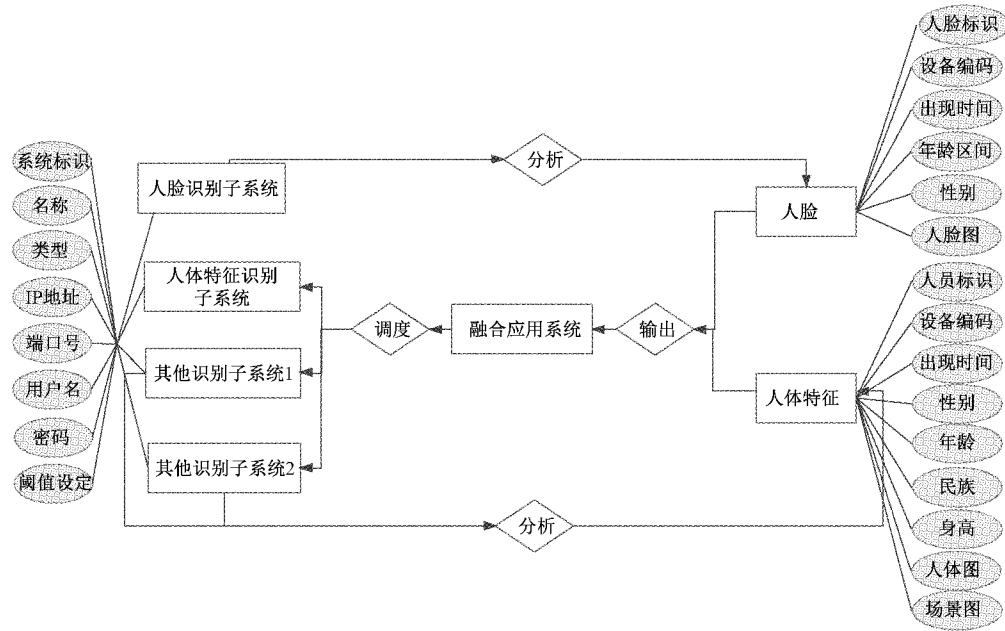 系统标识
名称
类型
IP地址
端口号
用户名
密码
阈值设定
人脸识别子系统
人体特征识别
子系统
其他识别子系统1
其他识别子系统2
分析
调度
融合应用系统
输出
分析
人脸
人体特征
人脸标识
设备编码
出现时间
年龄区间
性别
人脸图
人员标识
设备编码
出现时间
性别
年龄
民族
身高
人体图
场景图